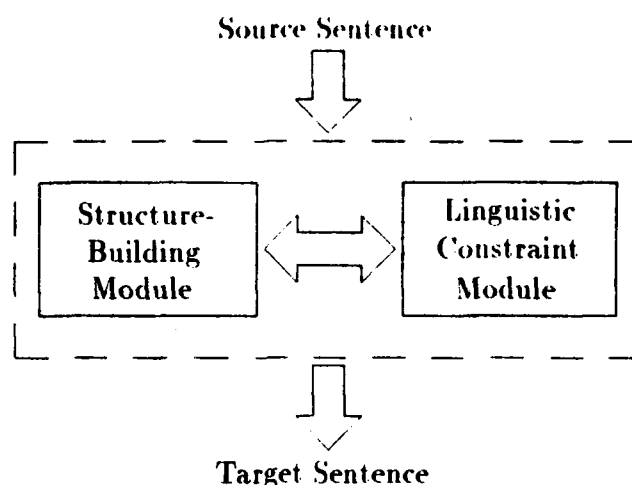 Source Sentence
Structure-
Building
Module
Linguistic
Constraint
Module
Target Sentence